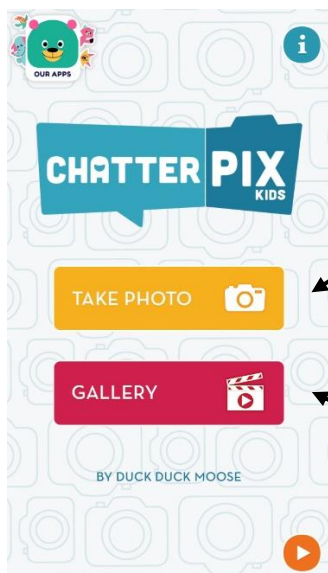 OUR APPS
i
CHATTER PIX
KIDS
TAKE PHOTO
GALLERY
BY DUCK DUCK MOOSE